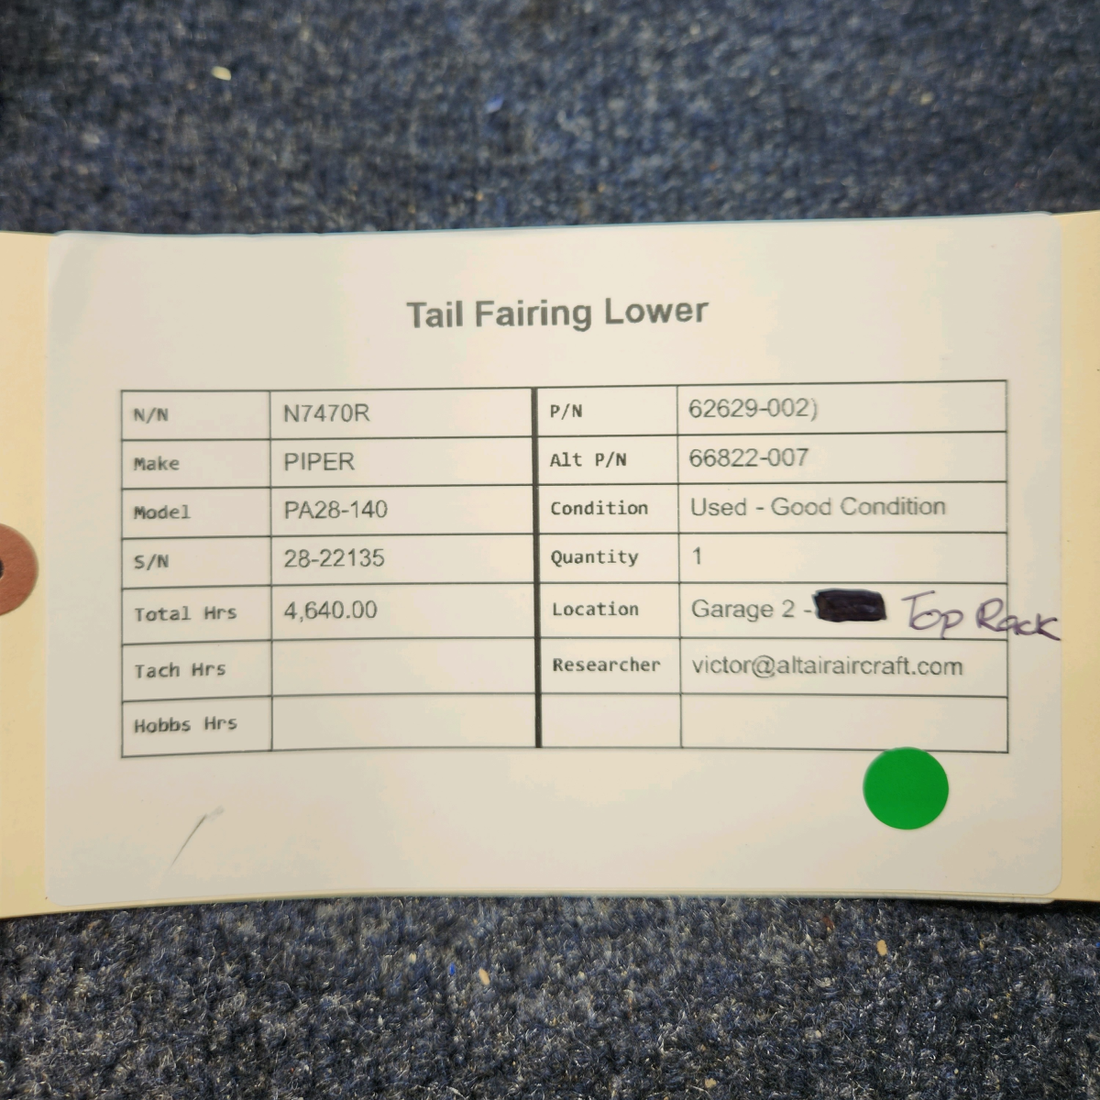 Tail Fairing Lower
N/N N7470R P/N 62629-002)
Make PIPER Alt P/N 66822-007
Model PA28-140 Condition Used - Good Condition
S/N 28-22135 Quantity 1
Total Hrs 4,640.00 Location Garage 2 - Top Rack
Tach Hrs Researcher victor@altairaircraft.com
Hobbs Hrs